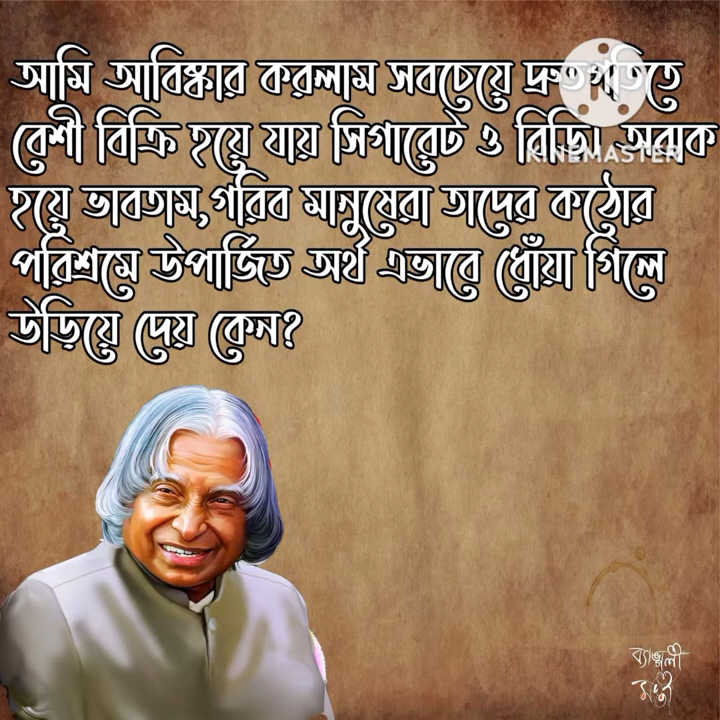 আমি আবিষ্কার করলাম সবচেয়ে দ্রুতগতিতে
বেশী বিক্রি হয়ে যায় সিগারেট ও বিড়ি। অবাক
হয়ে ভাবতাম,গরিব মানুষেরা তাদের কঠোর
পরিশ্রমে উপার্জিত অর্থ এভাবে ধোঁয়া গিলে
উড়িয়ে দেয় কেন?
KINEMASTER